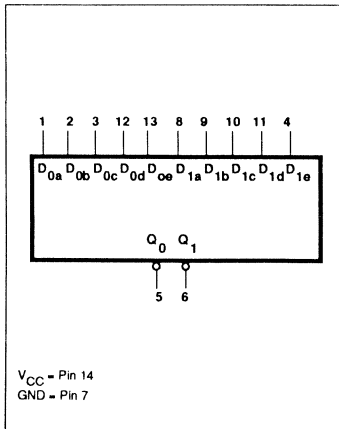 1 2 3 12 13 8 9 10 11 4
D0a D0b D0c D0d Doe D1a D1b D1c D1d D1e
Q0 Q1
5 6
VCC = Pin 14
GND = Pin 7